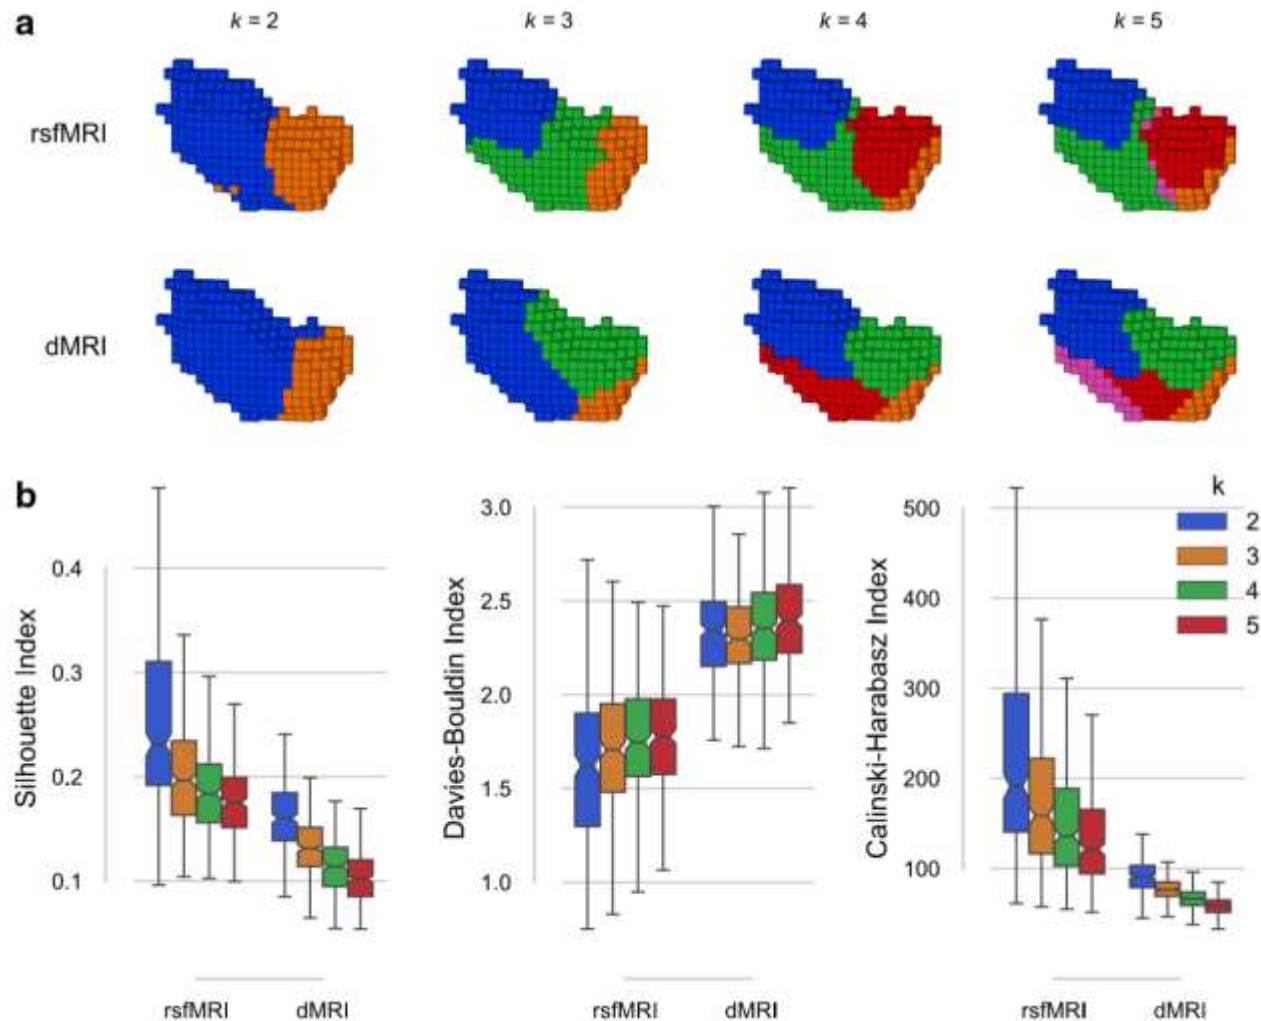 a
k = 2 k = 3 k = 4 k = 5
rsfMRI
dMRI
b
Silhouette Index
0.4
0.3
0.2
0.1
rsfMRI dMRI
Davies-Bouldin Index
3.0
2.5
2.0
1.5
1.0
rsfMRI dMRI
Calinski-Harabasz Index
500
400
300
200
100
rsfMRI dMRI
k
2
3
4
5